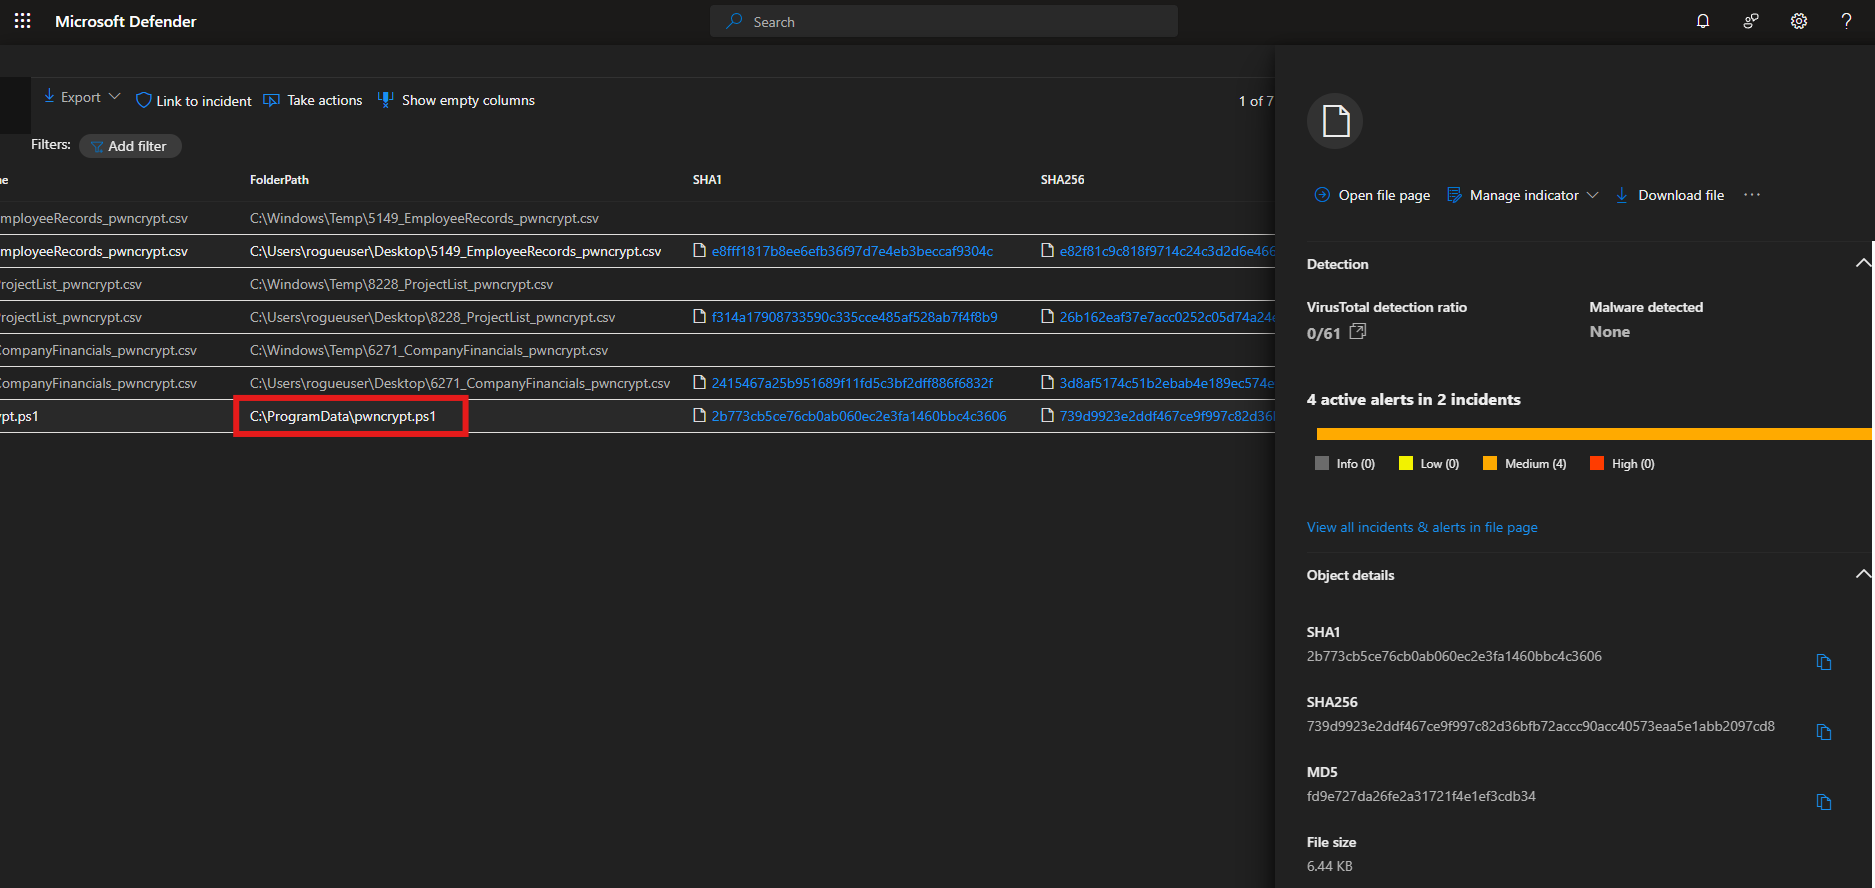 Microsoft Defender
Search
Export
Link to incident
Take actions
Show empty columns
1 of 7
Filters:
Add filter
ne FolderPath SHA1 SHA256
mployeeRecords_pwncrypt.csv C:\Windows\Temp\5149_EmployeeRecords_pwncrypt.csv
mployeeRecords_pwncrypt.csv C:\Users\rogueuser\Desktop\5149_EmployeeRecords_pwncrypt.csv e8fff1817b8ee6efb36f97d7e4eb3beccaf9304c e82f81c9c818f9714c24c3d2d6e466
rojectList_pwncrypt.csv C:\Windows\Temp\8228_ProjectList_pwncrypt.csv
rojectList_pwncrypt.csv C:\Users\rogueuser\Desktop\8228_ProjectList_pwncrypt.csv f314a17908733590c335cce485af528ab7f4f8b9 26b162eaf37e7acc0252c05d74a24e
CompanyFinancials_pwncrypt.csv C:\Windows\Temp\6271_CompanyFinancials_pwncrypt.csv
CompanyFinancials_pwncrypt.csv C:\Users\rogueuser\Desktop\6271_CompanyFinancials_pwncrypt.csv 2415467a25b951689f11fd5c3bf2dff886f6832f 3d8af5174c51b2ebab4e189ec574e
ypt.ps1 C:\ProgramData\pwncrypt.ps1 2b773cb5ce76cb0ab060ec2e3fa1460bbc4c3606 739d9923e2ddf467ce9f997c82d36
Open file page
Manage indicator
Download file
Detection
VirusTotal detection ratio
0/61
Malware detected
None
4 active alerts in 2 incidents
Info (0)
Low (0)
Medium (4)
High (0)
View all incidents & alerts in file page
Object details
SHA1
2b773cb5ce76cb0ab060ec2e3fa1460bbc4c3606
SHA256
739d9923e2ddf467ce9f997c82d36bfb72accc90acc40573eaa5e1abb2097cd8
MD5
fd9e727da26fe2a31721f4e1ef3cdb34
File size
6.44 KB